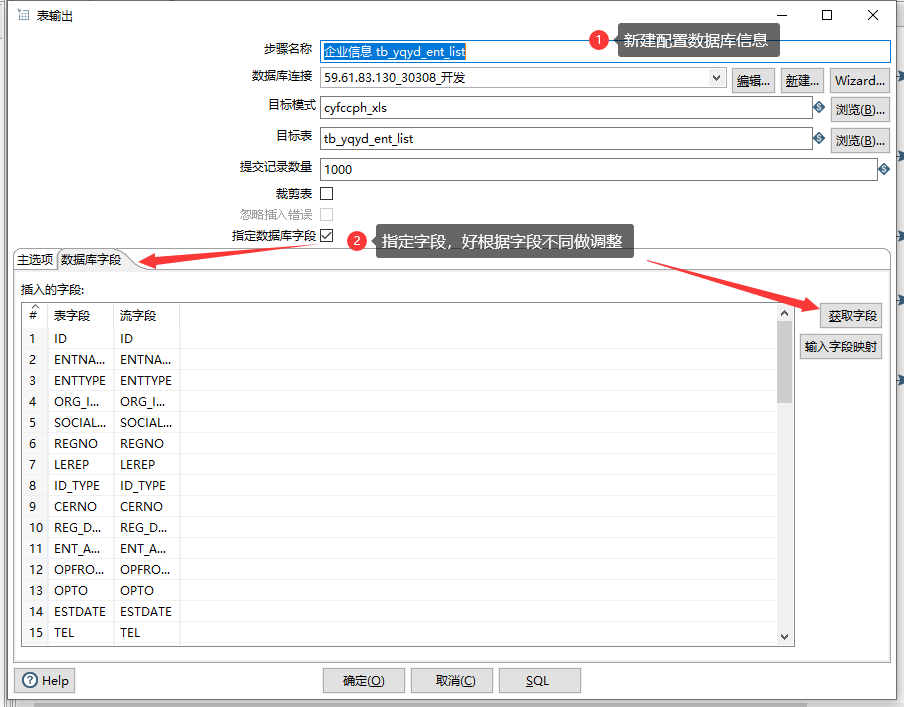 表输出
步骤名称 企业信息 tb_yqyd_ent_list
1 新建配置数据库信息
数据库连接 59.61.83.130_30308_开发 编辑... 新建... Wizard...
目标模式 cyfccph_xls 浏览(B)...
目标表 tb_yqyd_ent_list 浏览(B)...
提交记录数量 1000
裁剪表
忽略插入错误
指定数据库字段
2 指定字段，好根据字段不同做调整
主选项 数据库字段
插入的字段:
# 表字段 流字段
获取字段
输入字段映射
1 ID ID
2 ENTNA... ENTNA...
3 ENTTYPE ENTTYPE
4 ORG_I... ORG_I...
5 SOCIAL... SOCIAL...
6 REGNO REGNO
7 LEREP LEREP
8 ID_TYPE ID_TYPE
9 CERNO CERNO
10 REG_D... REG_D...
11 ENT_A... ENT_A...
12 OPFRO... OPFRO...
13 OPTO OPTO
14 ESTDATE ESTDATE
15 TEL TEL
Help 确定(O) 取消(C) SQL